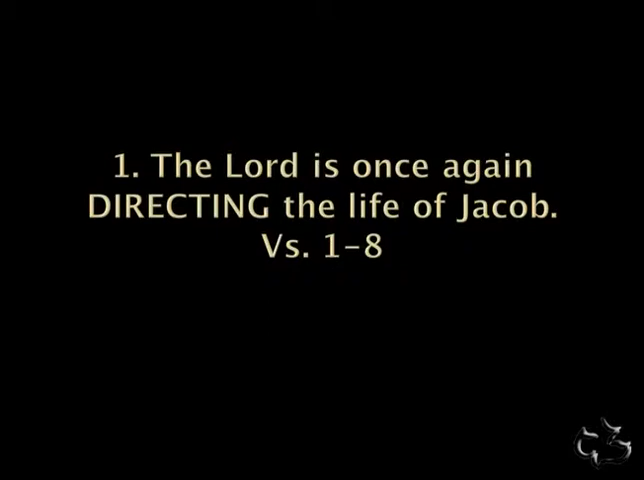 1. The Lord is once again
DIRECTING the life of Jacob.
Vs. 1-8